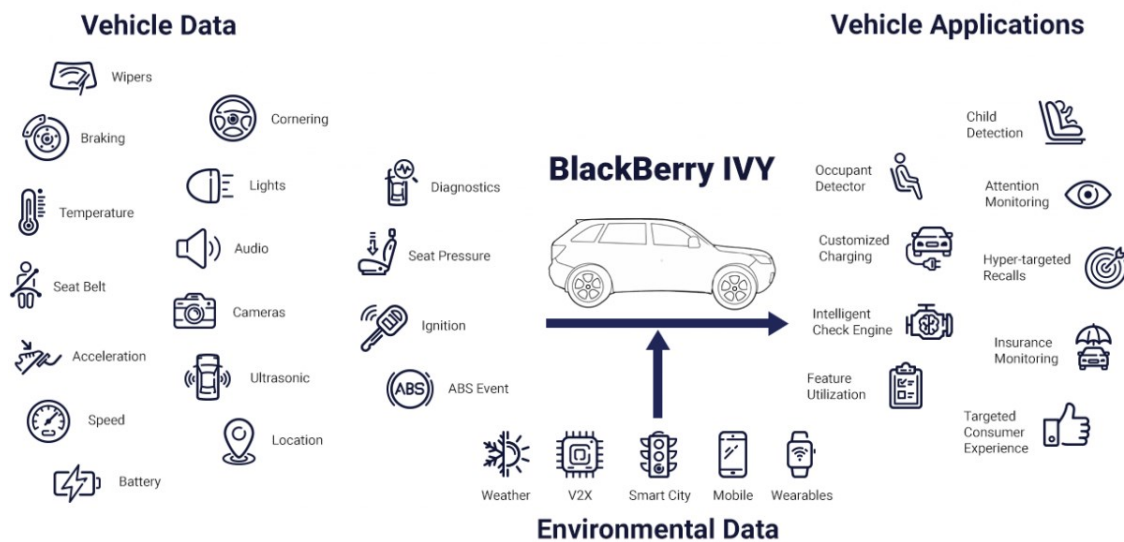 Vehicle Data
Vehicle Applications
Wipers
Braking
Cornering
Temperature
Lights
Audio
Seat Belt
Cameras
Acceleration
Ultrasonic
Speed
Location
Battery
Diagnostics
Seat Pressure
Ignition
ABS
ABS Event
BlackBerry IVY
Weather
V2X
Smart City
Mobile
Wearables
Environmental Data
Child
Detection
Occupant
Detector
Attention
Monitoring
Customized
Charging
Hyper-targeted
Recalls
Intelligent
Check Engine
Insurance
Monitoring
Feature
Utilization
Targeted
Consumer
Experience